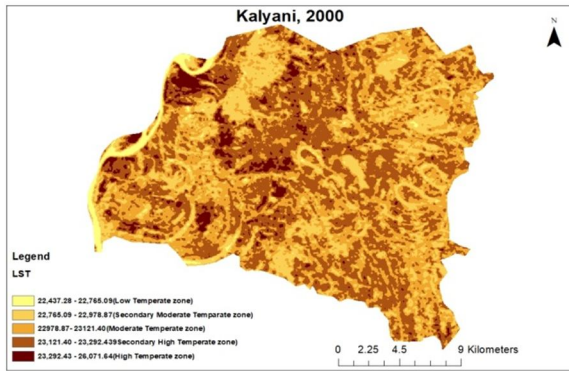 Kalyani, 2000
N
Legend
LST
22,437.28 - 22,765.09(Low Temperate zone)
22,765.09 - 22,978.87(Secondary Moderate Temparate zone)
22978.87- 23121.40(Moderate Temperate zone)
23,121.40 - 23,292.439Secondary High Temperate zone)
23,292.43 - 26,071.64(High Temperate zone)
0 2.25 4.5 9 Kilometers